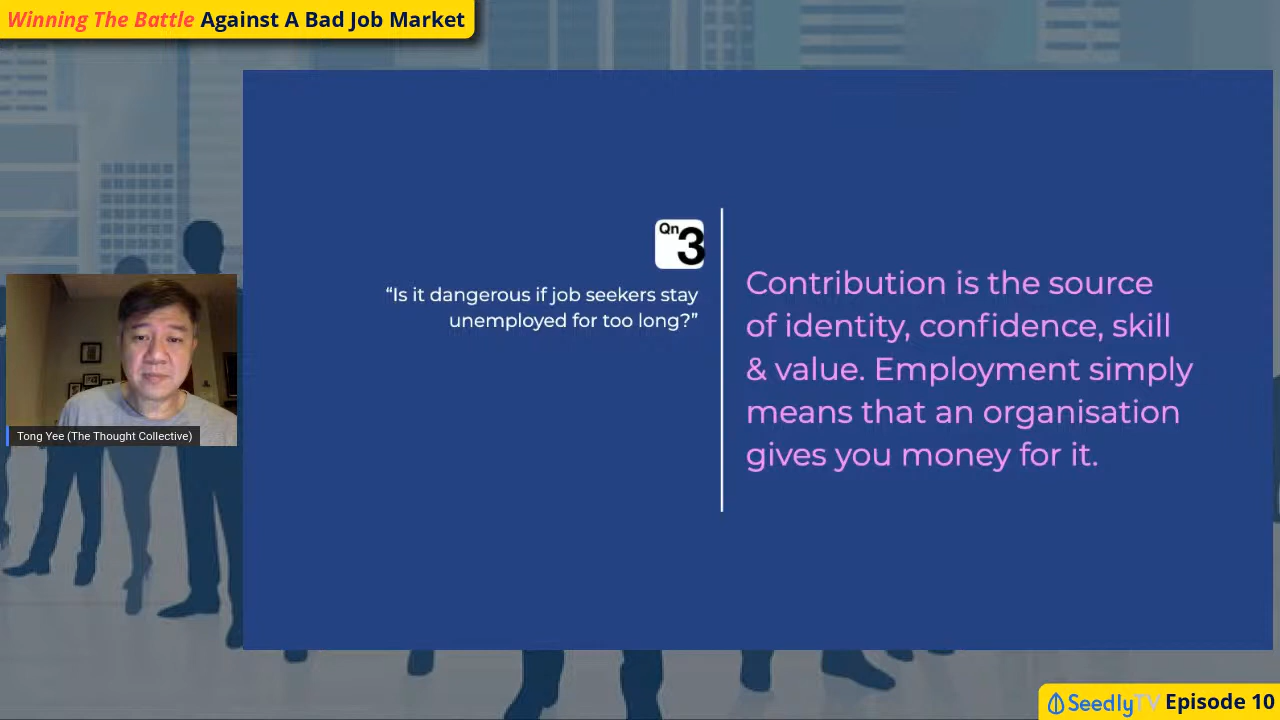 Winning The Battle Against A Bad Job Market
Qn 3
“Is it dangerous if job seekers stay
unemployed for too long?”
Contribution is the source
of identity, confidence, skill
& value. Employment simply
means that an organisation
gives you money for it.
Tong Yee (The Thought Collective)
SeedlyTV Episode 10